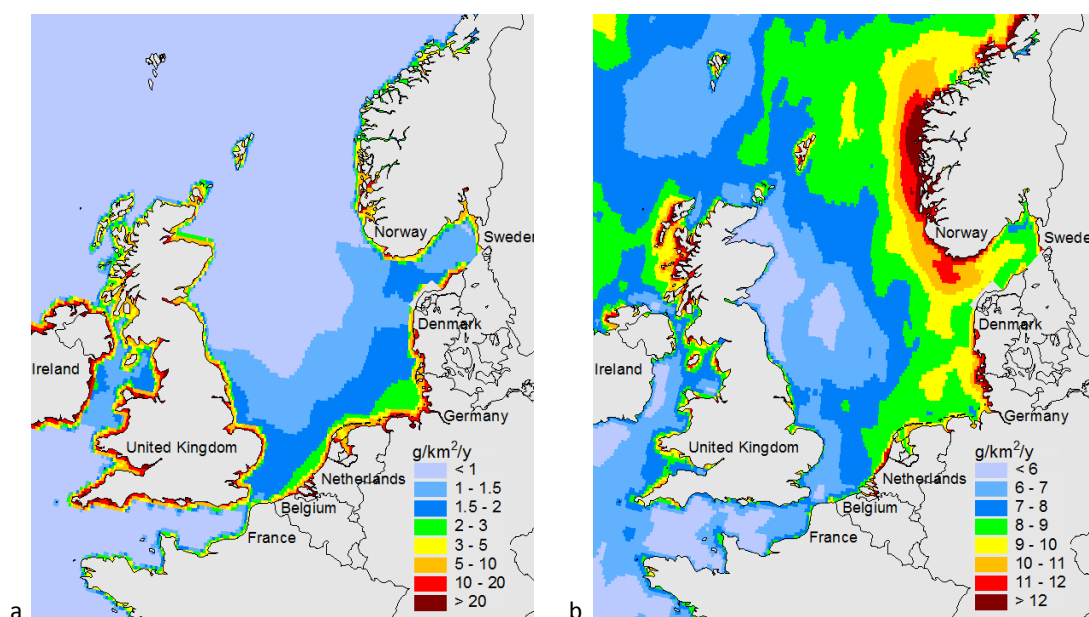 Norway
Sweden
Denmark
Ireland
Germany
United Kingdom
Netherlands
Belgium
France
g/km²/y
< 1
1 - 1.5
1.5 - 2
2 - 3
3 - 5
5 - 10
10 - 20
> 20
a
Norway
Sweden
Denmark
Ireland
Germany
United Kingdom
Netherlands
Belgium
France
g/km²/y
< 6
6 - 7
7 - 8
8 - 9
9 - 10
10 - 11
11 - 12
> 12
b